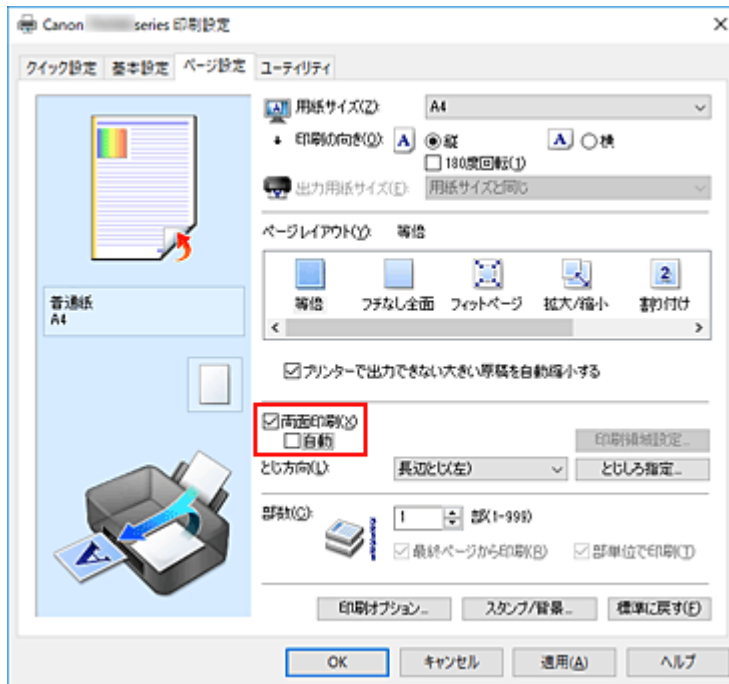 Canon series 印刷設定
クイック設定 基本設定 ページ設定 ユーティリティ
用紙サイズ(Z): A4
印刷の向き(O): A 縦 A 横
180度回転(J)
出力用紙サイズ(E): 用紙サイズと同じ
ページレイアウト(Y): 等倍
等倍 フチなし全面 フィットページ 拡大/縮小 2 割り付け
普通紙
A4
プリンターで出力できない大きい原稿を自動縮小する
両面印刷(X)
自動
印刷領域設定...
とじ方向(L): 長辺とじ(左) とじしろ指定...
部数(C): 1 部(1-999)
最終ページから印刷(R) 部単位で印刷(T)
A
印刷オプション... スタンプ/背景... 標準に戻す(F)
OK キャンセル 適用(A) ヘルプ